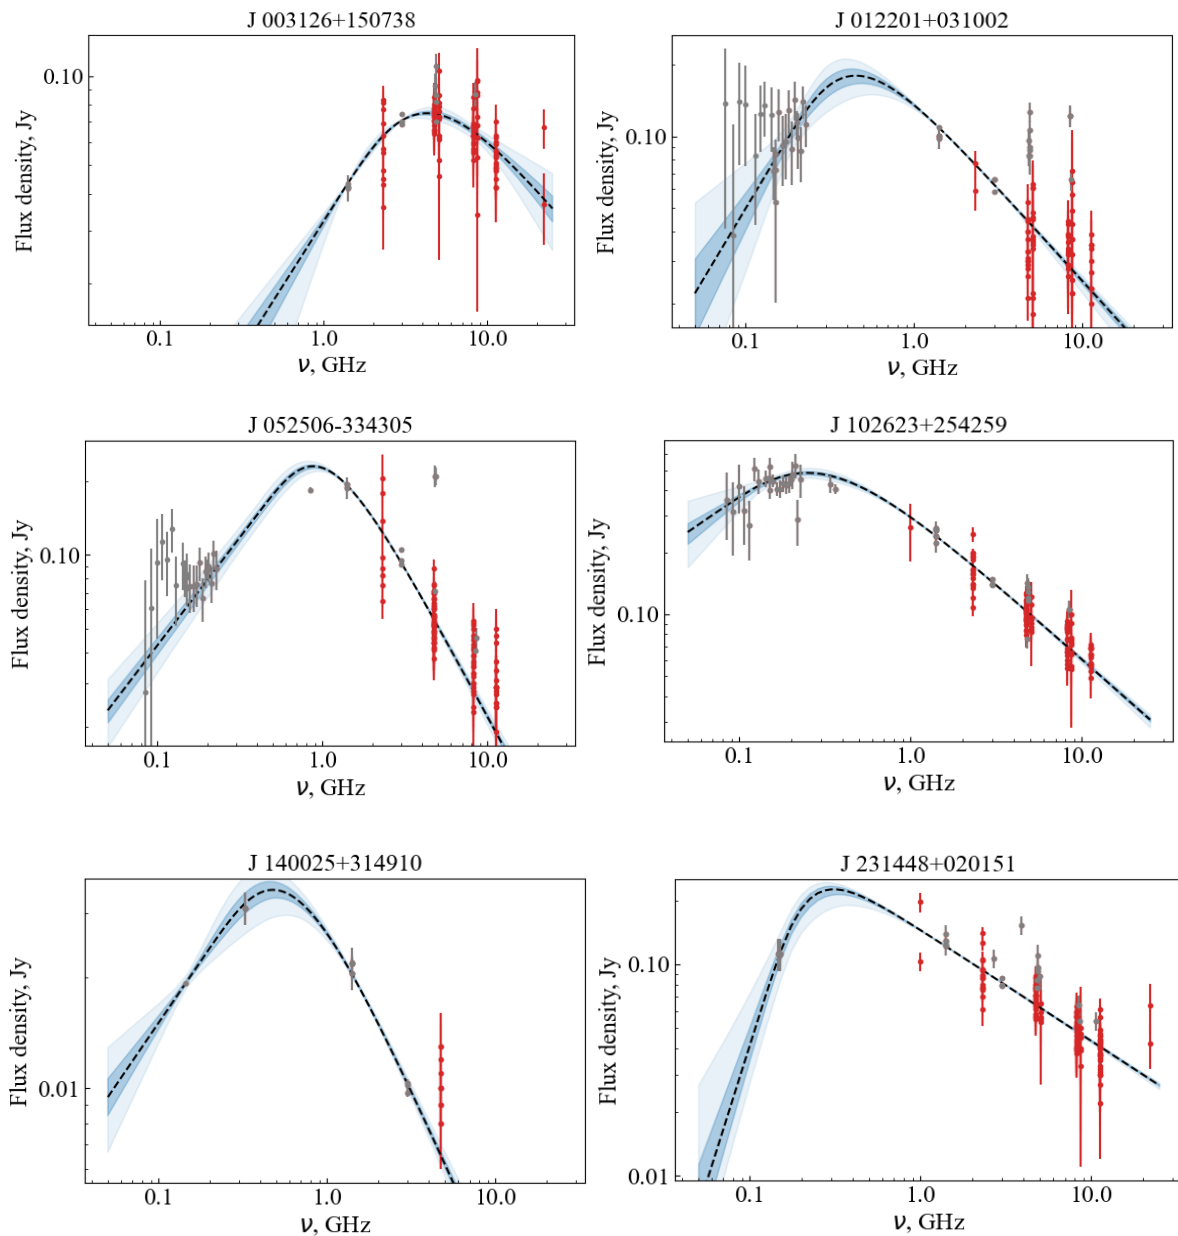 J 003126+150738
Flux density, Jy
0.10
0.1 1.0 10.0
ν, GHz
J 012201+031002
Flux density, Jy
0.10
0.1 1.0 10.0
ν, GHz
J 052506-334305
Flux density, Jy
0.10
0.1 1.0 10.0
ν, GHz
J 102623+254259
Flux density, Jy
0.10
0.1 1.0 10.0
ν, GHz
J 140025+314910
Flux density, Jy
0.01
0.1 1.0 10.0
ν, GHz
J 231448+020151
Flux density, Jy
0.10
0.01
0.1 1.0 10.0
ν, GHz